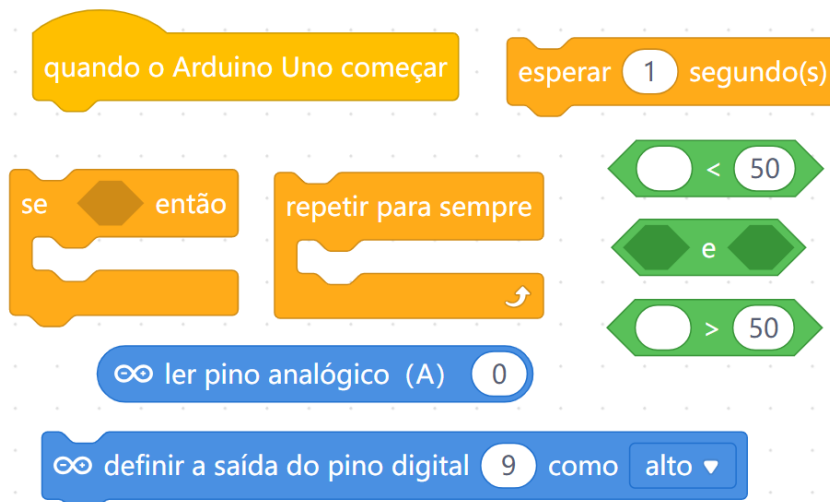 quando o Arduino Uno começar
esperar 1 segundo(s)
se então
repetir para sempre
< 50
e
> 50
ler pino analógico (A) 0
definir a saída do pino digital 9 como alto